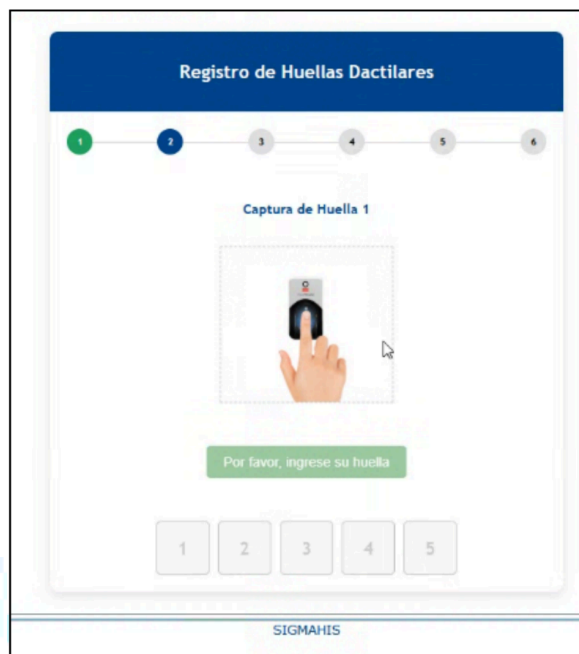 Registro de Huellas Dactilares
1 2 3 4 5 6
Captura de Huella 1
Por favor, ingrese su huella
1 2 3 4 5
SIGMAHIS